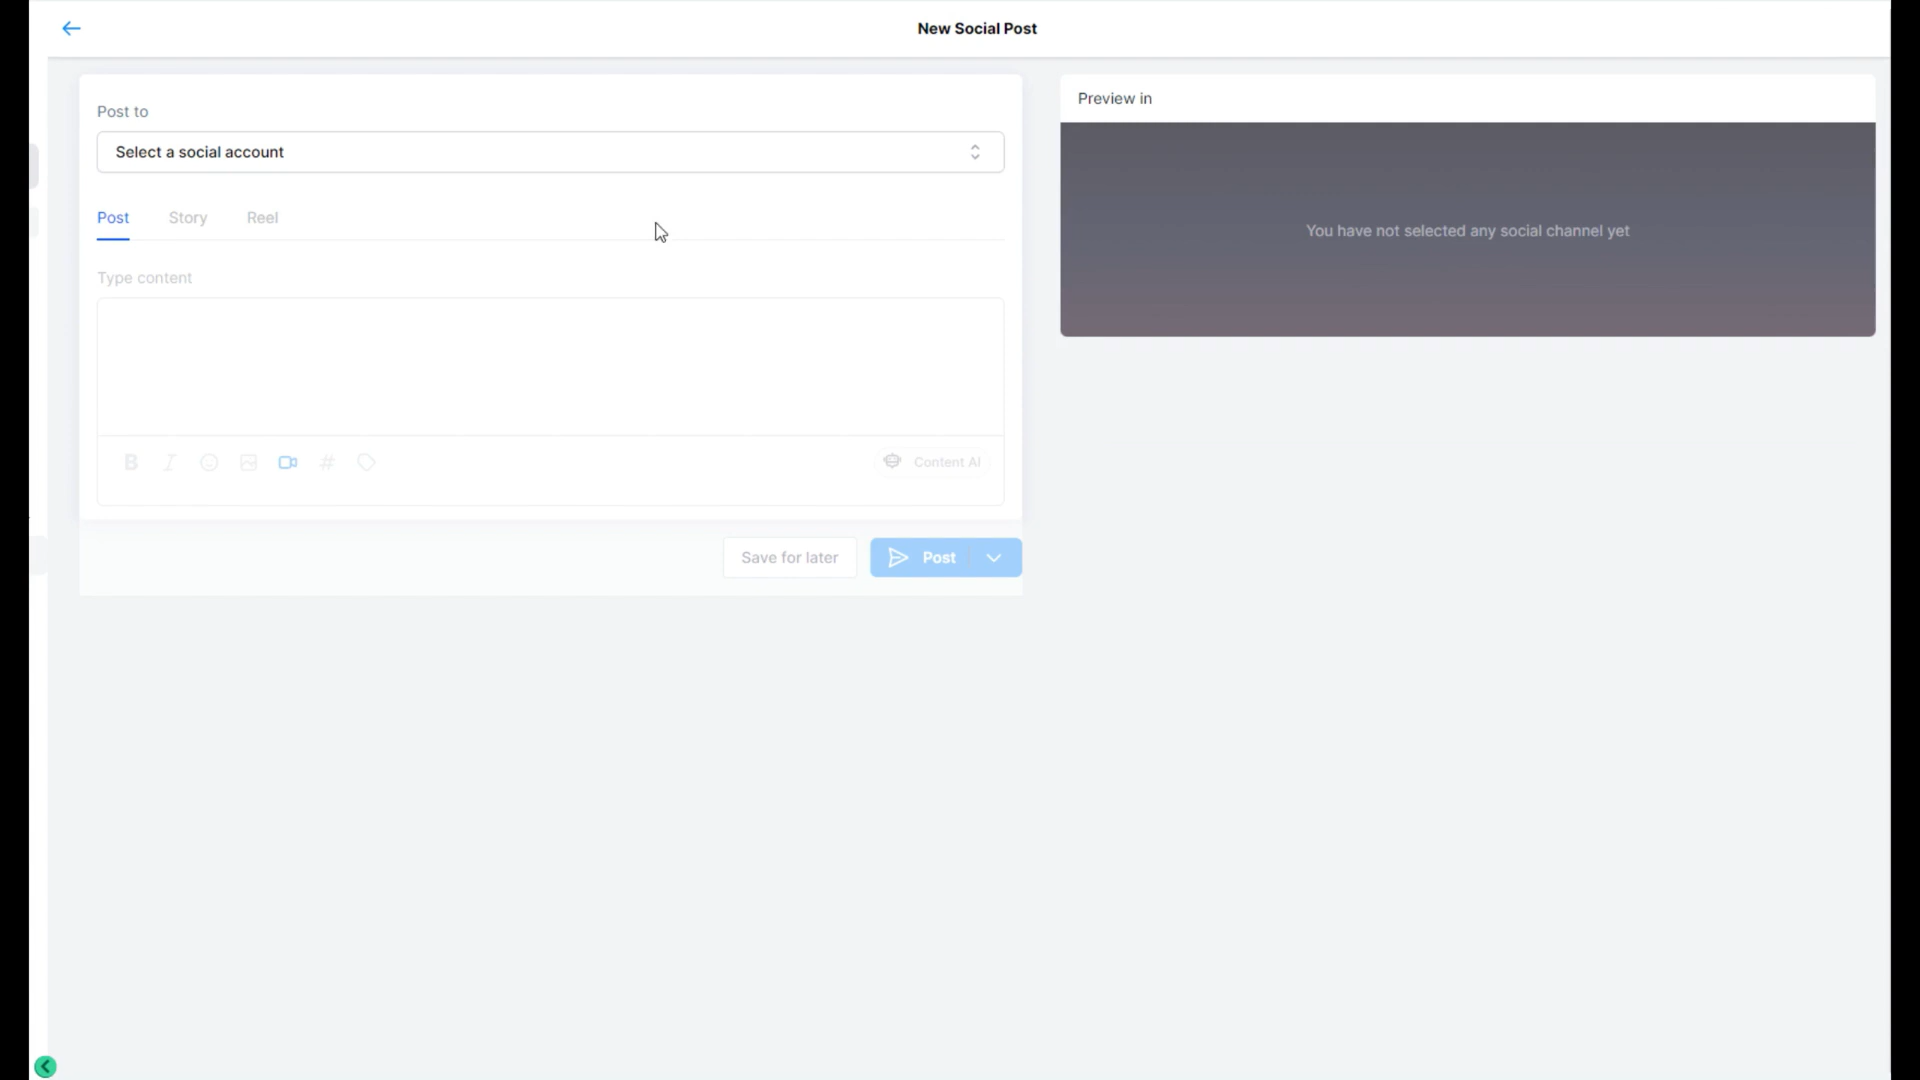 New Social Post
Post to
Select a social account
Post Story Reel
Type content
B I #
Content AI
Save for later
Post
Preview in
You have not selected any social channel yet